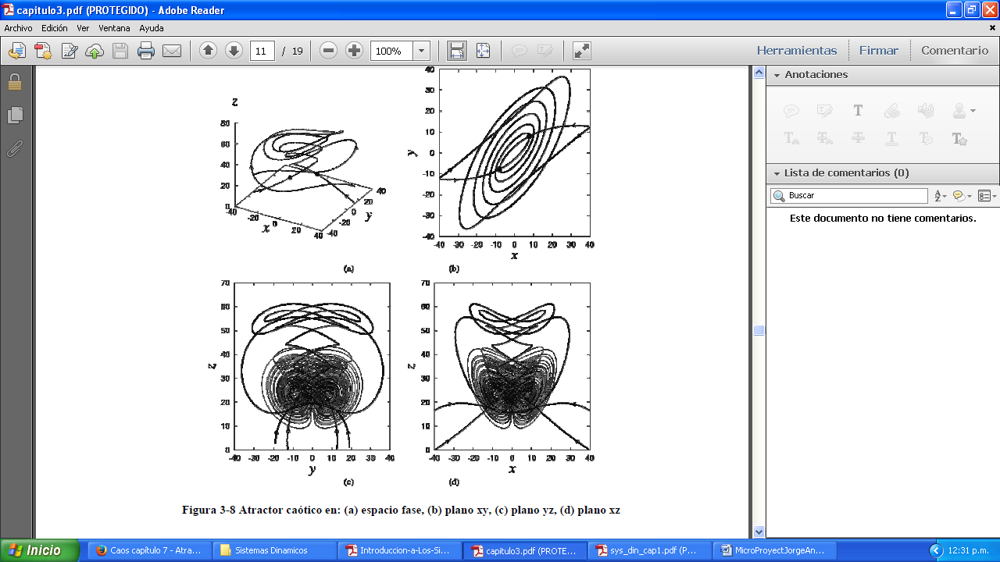 capitulo3.pdf (PROTEGIDO) - Adobe Reader
Archivo Edición Ver Ventana Ayuda
11 / 19 100% Herramientas Firmar Comentario
Anotaciones
Lista de comentarios (0)
Buscar
Este documento no tiene comentarios.
z
80
60
40
20
0
-40 -20 0 20 40
x
-40 -20 0 20 40
y
(a)
40
30
20
10
0
-10
-20
-30
-40
y
-40 -30 -20 -10 0 10 20 30 40
x
(b)
70
60
50
40
30
20
10
0
z
-40 -30 -20 -10 0 10 20 30 40
y
(c)
70
60
50
40
30
20
10
0
z
-40 -30 -20 -10 0 10 20 30 40
x
(d)
Figura 3-8 Atractor caótico en: (a) espacio fase, (b) plano xy, (c) plano yz, (d) plano xz
Inicio
Caos capítulo 7 - Atra...
Sistemas Dinamicos
Introduccion-a-Los-Si...
capitulo3.pdf (PROTE...
sys_din_cap1.pdf (P...
MicroProyectJorgeAn...
12:31 p.m.